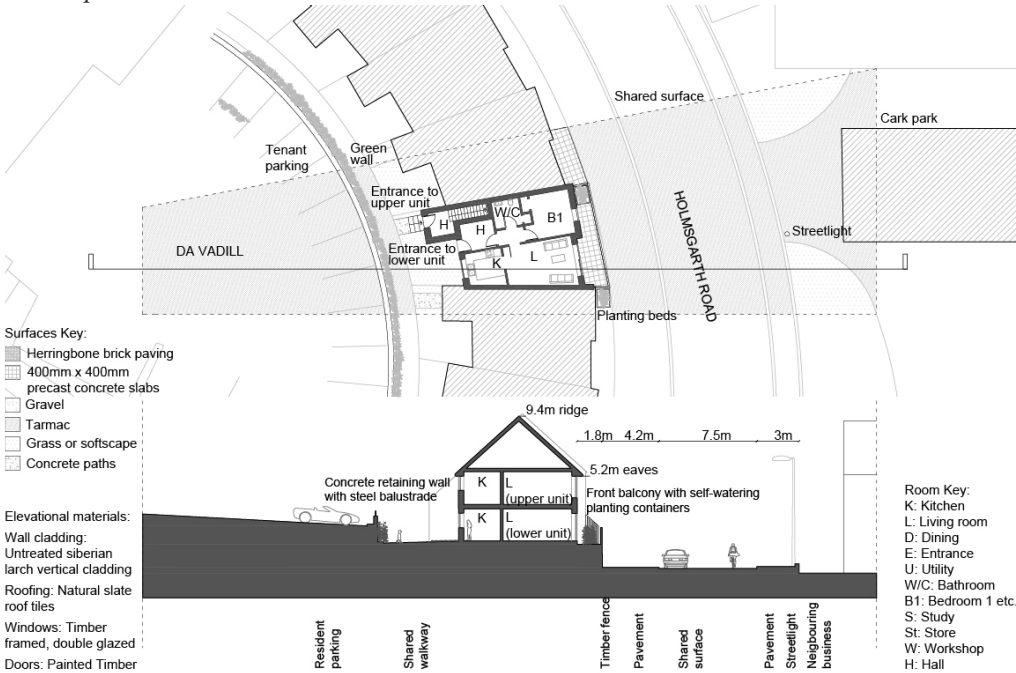 Shared surface
Cark park
Tenant
parking
Green
wall
Entrance to
upper unit
W/C
H
B1
H
Streetlight
DA VADILL
Entrance to
lower unit
K
L
HOLMSGARTH ROAD
Planting beds
Surfaces Key:
Herringbone brick paving
400mm x 400mm
precast concrete slabs
Gravel
Tarmac
Grass or softscape
Concrete paths
9.4m ridge
1.8m
4.2m
7.5m
3m
5.2m eaves
Concrete retaining wall
with steel balustrade
K
L
(upper unit)
Front balcony with self-watering
planting containers
K
L
(lower unit)
Elevational materials:
Wall cladding:
Untreated siberian
larch vertical cladding
Roofing: Natural slate
roof tiles
Windows: Timber
framed, double glazed
Doors: Painted Timber
Resident
parking
Shared
walkway
Timber fence
Pavement
Shared
surface
Pavement
Streetlight
Neigbouring
business
Room Key:
K: Kitchen
L: Living room
D: Dining
E: Entrance
U: Utility
W/C: Bathroom
B1: Bedroom 1 etc.
S: Study
St: Store
W: Workshop
H: Hall